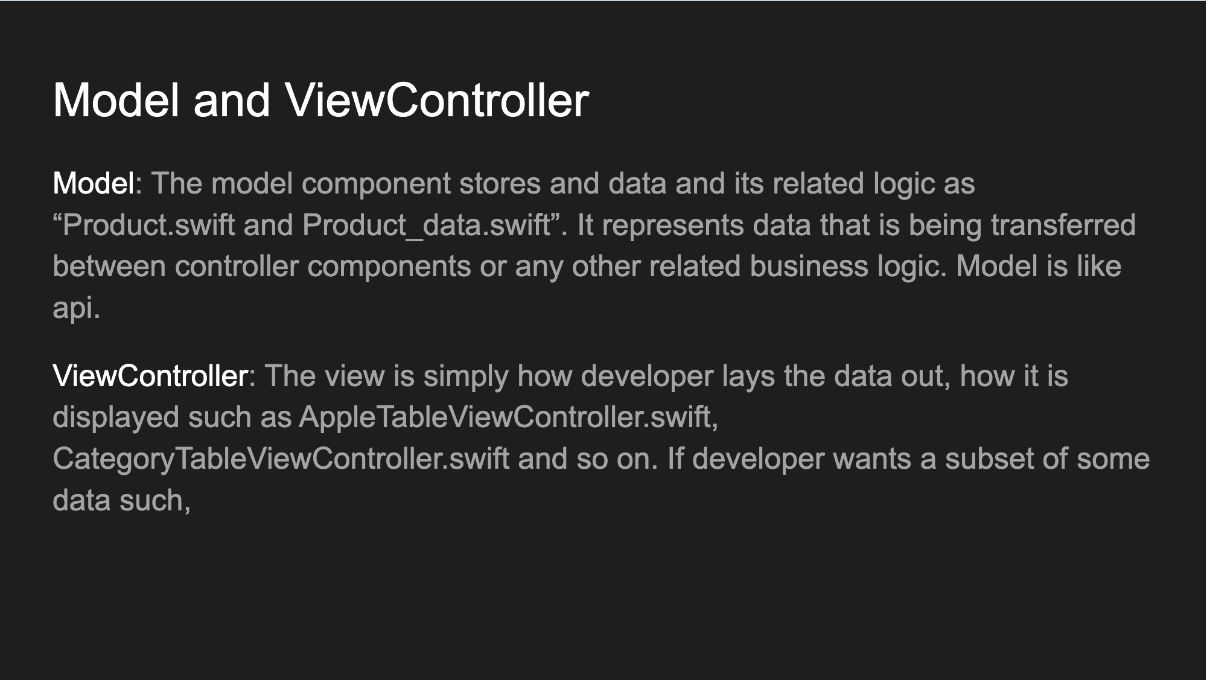 Model and ViewController
Model: The model component stores and data and its related logic as
“Product.swift and Product_data.swift”. It represents data that is being transferred
between controller components or any other related business logic. Model is like
api.
ViewController: The view is simply how developer lays the data out, how it is
displayed such as AppleTableViewController.swift,
CategoryTableViewController.swift and so on. If developer wants a subset of some
data such,